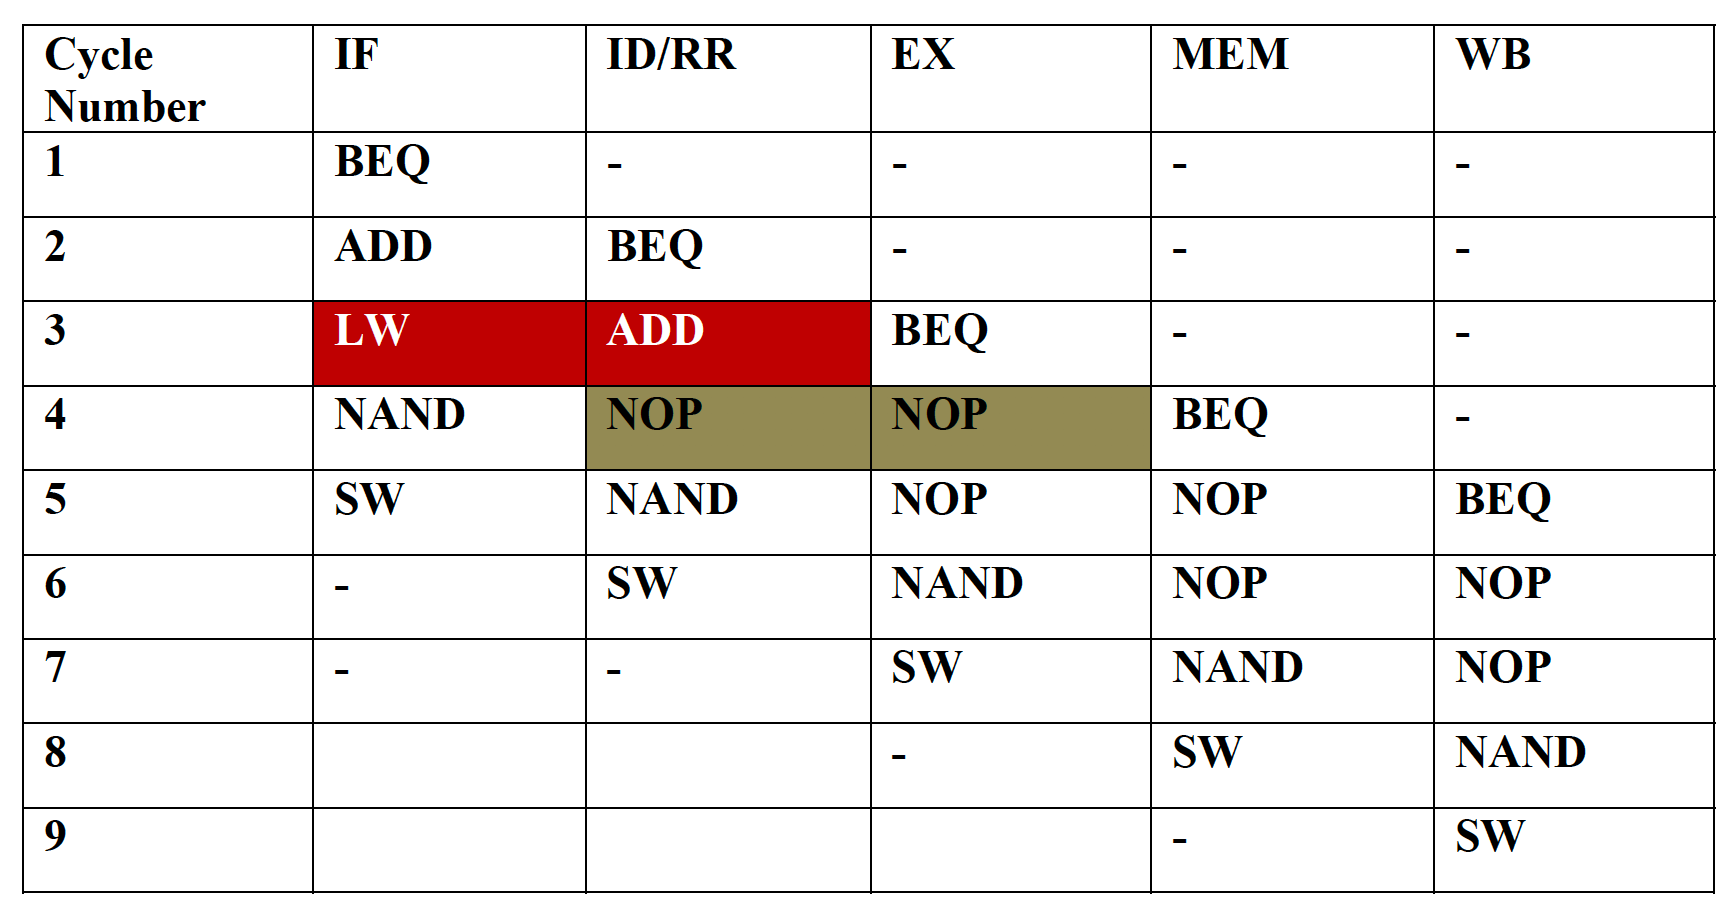 Cycle Number IF ID/RR EX MEM WB
1 BEQ - - - -
2 ADD BEQ - - -
3 LW ADD BEQ - -
4 NAND NOP NOP BEQ -
5 SW NAND NOP NOP BEQ
6 - SW NAND NOP NOP
7 - - SW NAND NOP
8 - SW NAND
9 - SW